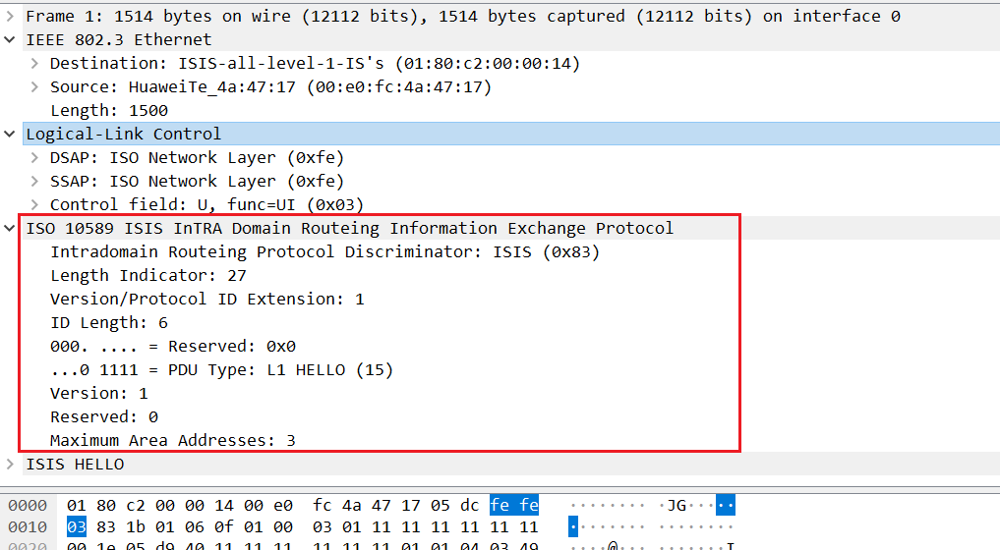 Frame 1: 1514 bytes on wire (12112 bits), 1514 bytes captured (12112 bits) on interface 0
IEEE 802.3 Ethernet
Destination: ISIS-all-level-1-IS's (01:80:c2:00:00:14)
Source: HuaweiTe_4a:47:17 (00:e0:fc:4a:47:17)
Length: 1500
Logical-Link Control
DSAP: ISO Network Layer (0xfe)
SSAP: ISO Network Layer (0xfe)
Control field: U, func=UI (0x03)
ISO 10589 ISIS InTRA Domain Routeing Information Exchange Protocol
Intradomain Routeing Protocol Discriminator: ISIS (0x83)
Length Indicator: 27
Version/Protocol ID Extension: 1
ID Length: 6
000. .... = Reserved: 0x0
...0 1111 = PDU Type: L1 HELLO (15)
Version: 1
Reserved: 0
Maximum Area Addresses: 3
ISIS HELLO
0000 01 80 c2 00 00 14 00 e0 fc 4a 47 17 05 dc fe fe ········ ·JG·····
0010 03 83 1b 01 06 0f 01 00 03 01 11 11 11 11 11 11 ········ ········
0020 00 1e 05 d9 40 11 11 11 11 11 11 01 01 04 03 49 ····@··· ·······I